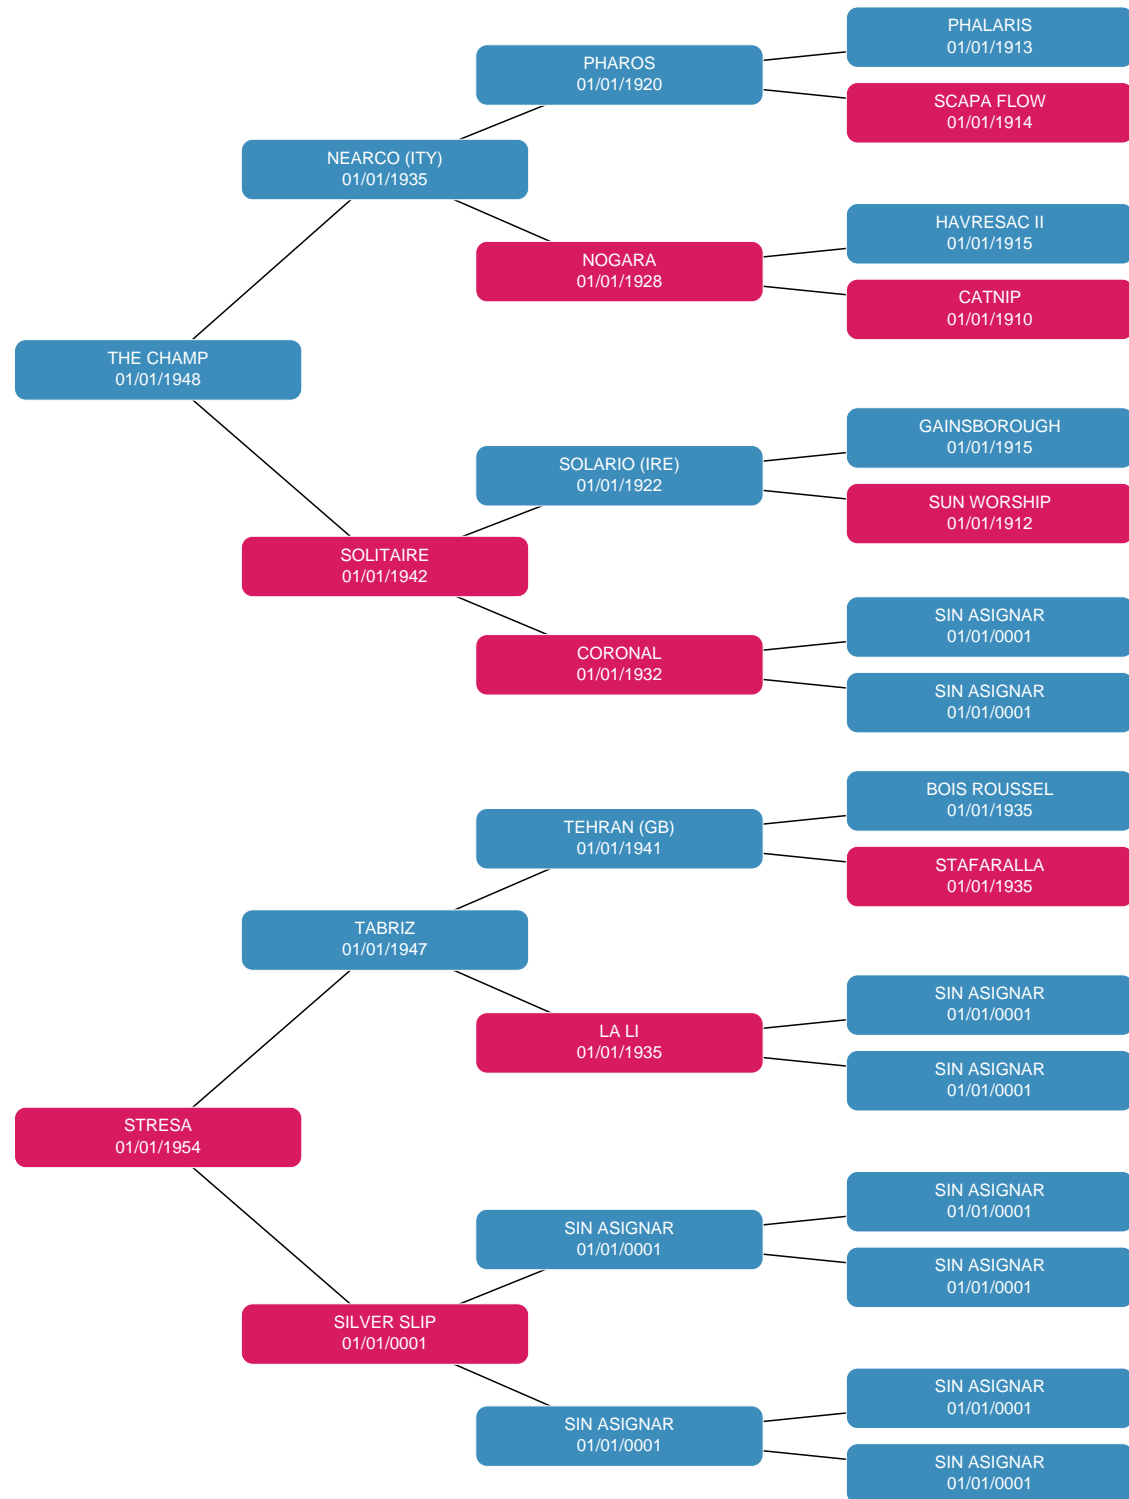 PHALARIS
01/01/1913
PHAROS
01/01/1920
SCAPA FLOW
01/01/1914
NEARCO (ITY)
01/01/1935
HAVRESAC II
01/01/1915
NOGARA
01/01/1928
CATNIP
01/01/1910
THE CHAMP
01/01/1948
GAINSBOROUGH
01/01/1915
SOLARIO (IRE)
01/01/1922
SUN WORSHIP
01/01/1912
SOLITAIRE
01/01/1942
SIN ASIGNAR
01/01/0001
CORONAL
01/01/1932
SIN ASIGNAR
01/01/0001
BOIS ROUSSEL
01/01/1935
TEHRAN (GB)
01/01/1941
STAFARALLA
01/01/1935
TABRIZ
01/01/1947
SIN ASIGNAR
01/01/0001
LA LI
01/01/1935
SIN ASIGNAR
01/01/0001
STRESA
01/01/1954
SIN ASIGNAR
01/01/0001
SIN ASIGNAR
01/01/0001
SIN ASIGNAR
01/01/0001
SILVER SLIP
01/01/0001
SIN ASIGNAR
01/01/0001
SIN ASIGNAR
01/01/0001
SIN ASIGNAR
01/01/0001